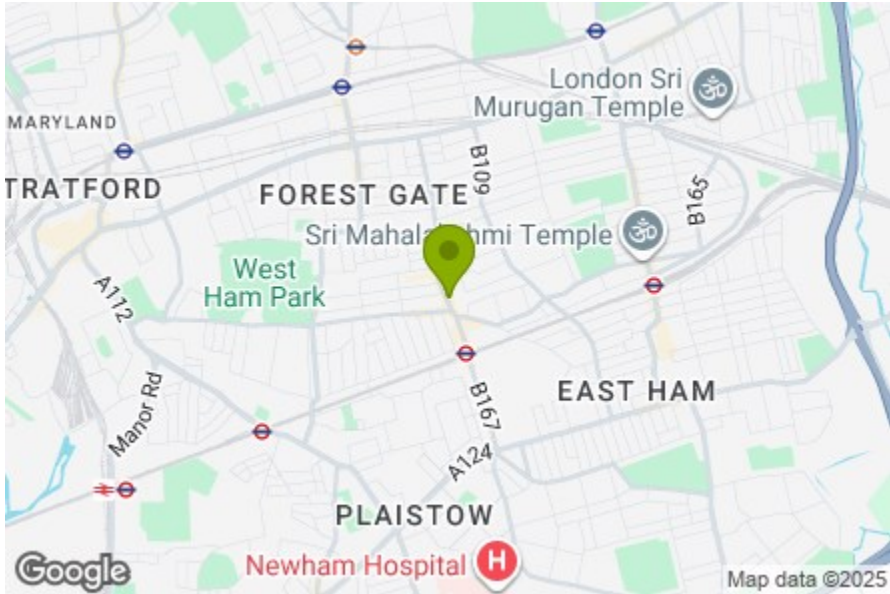 London Sri
Murugan Temple
MARYLAND
B109
TRATFORD
FOREST GATE
B165
Sri Mahalakshmi Temple
West
Ham Park
A112
Manor Rd
EAST HAM
B167
A124
PLAISTOW
Newham Hospital
H
Google
Map data ©2025